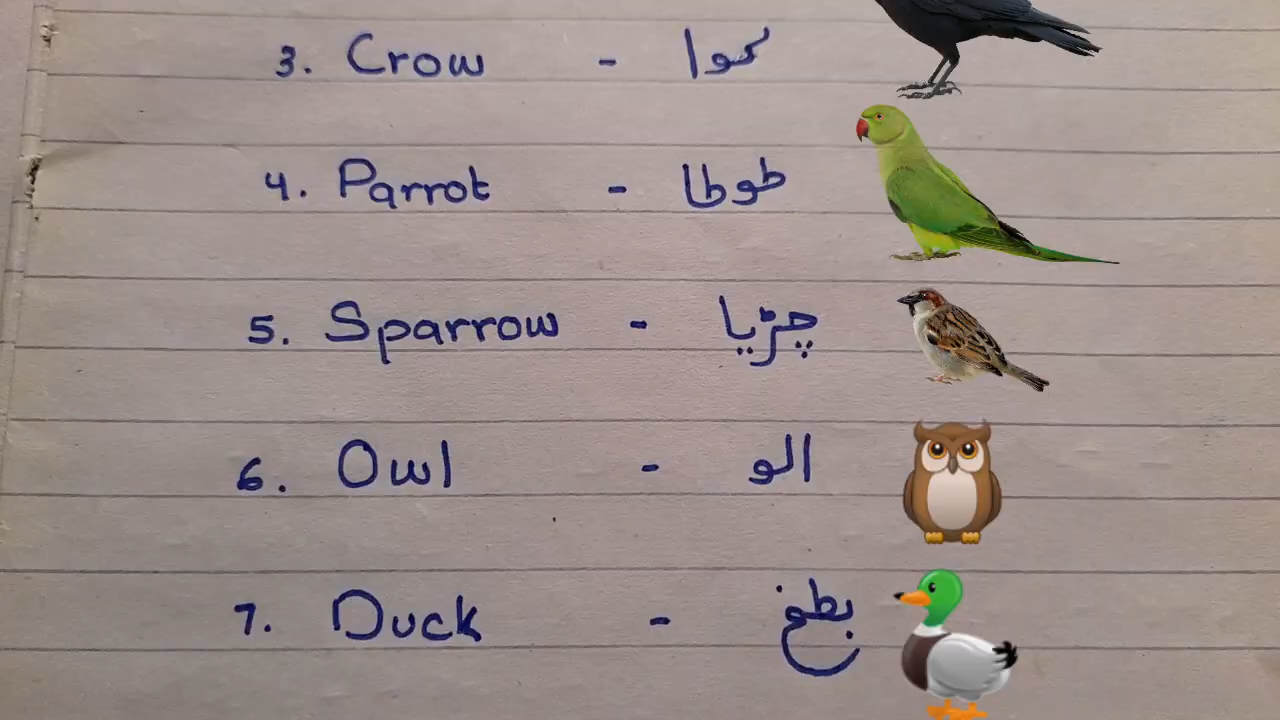 3. Crow - کوا
4. Parrot - طوطا
5. Sparrow - چڑیا
6. Owl - الو
7. Duck - بطخ